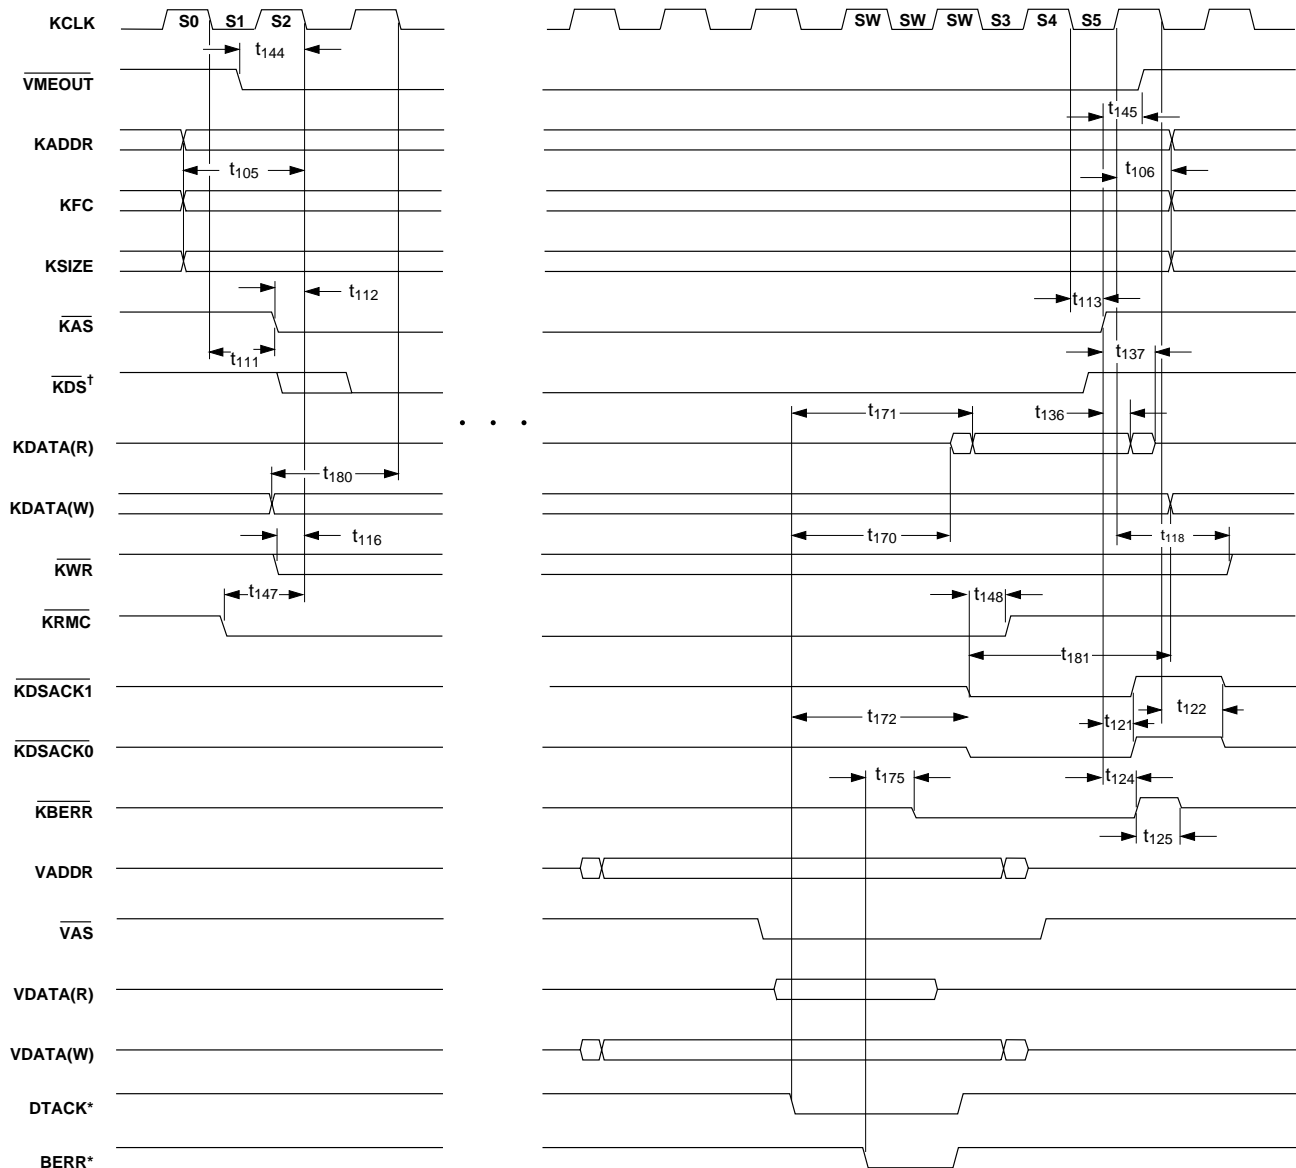 KCLK S0 S1 S2 SW SW SW S3 S4 S5
t144
VMEOUT
t145
KADDR
t105 t106
KFC
KSIZE
t112 t113
KAS
t111 t137
KDS†
t171 t136
. . .
KDATA(R)
t180
KDATA(W)
t116 t170 t118
KWR
t147 t148
KRMC
t181
KDSACK1
t172 t121 t122
KDSACK0
t175 t124
KBERR
t125
VADDR
VAS
VDATA(R)
VDATA(W)
DTACK*
BERR*